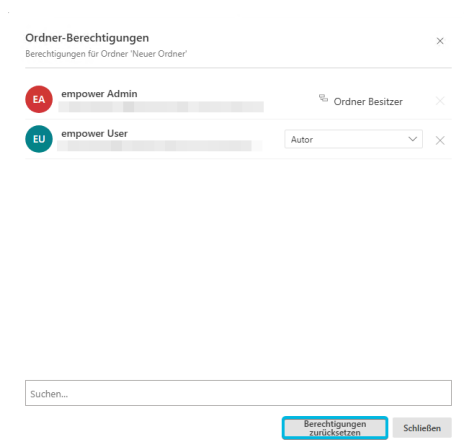 Ordner-Berechtigungen
Berechtigungen für Ordner 'Neuer Ordner'
EA
empower Admin
Ordner Besitzer
EU
empower User
Autor
Suchen...
Berechtigungen
zurücksetzen
Schließen